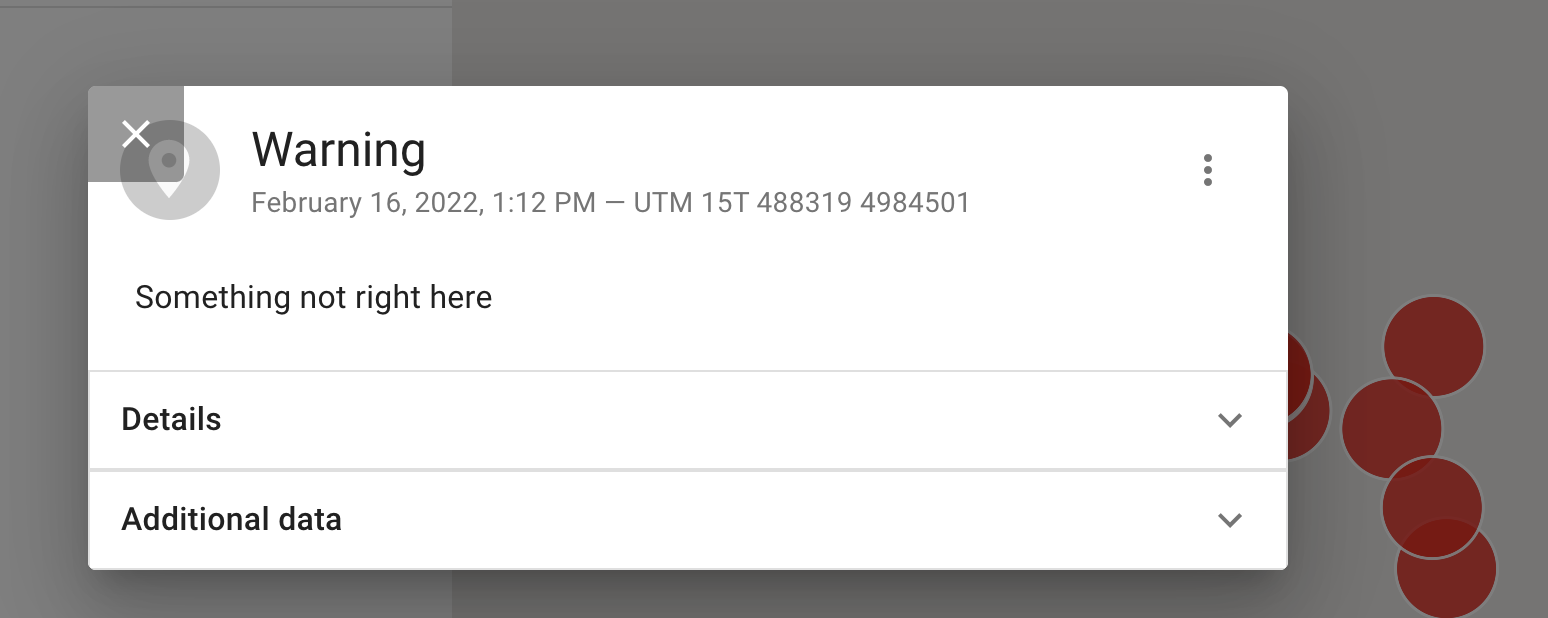 Warning
February 16, 2022, 1:12 PM — UTM 15T 488319 4984501
Something not right here
Details
Additional data